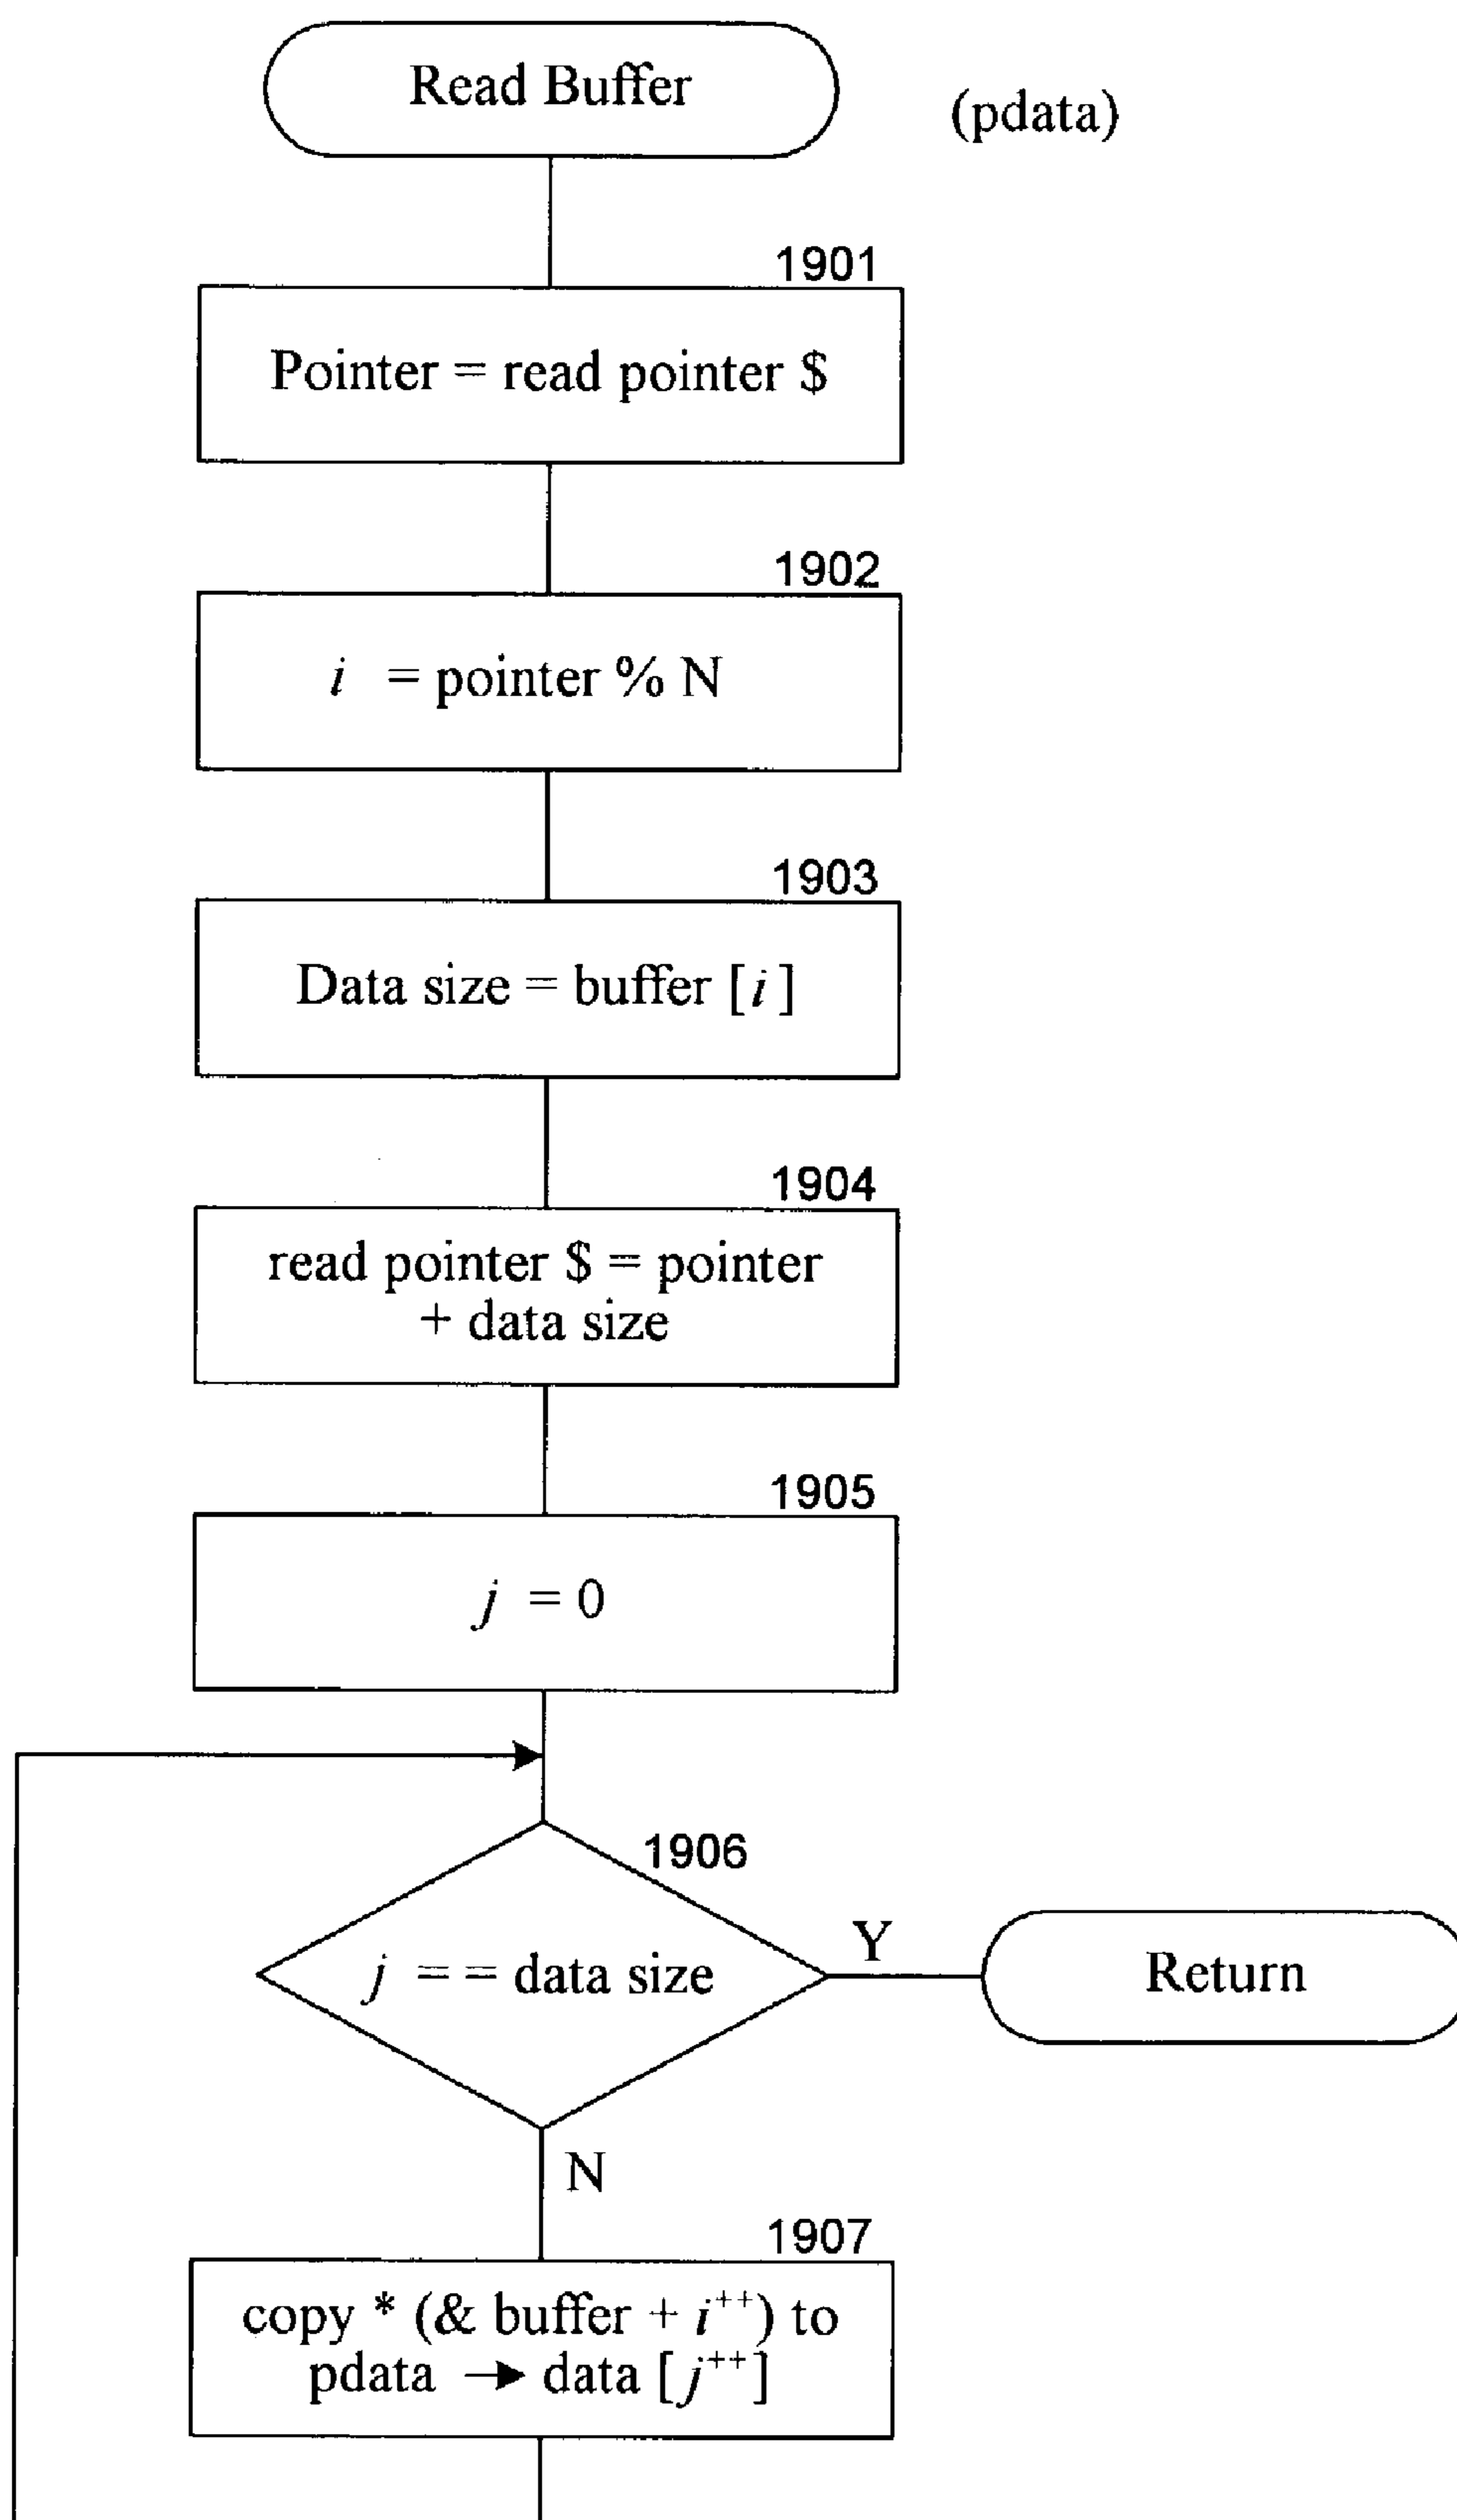 Read Buffer
(pdata)
1901
Pointer = read pointer $
1902
i = pointer % N
1903
Data size = buffer [i]
1904
read pointer $ = pointer
+ data size
1905
j = 0
1906
j = = data size
Y
Return
N
1907
copy * (& buffer + i++) to
pdata → data [j++]